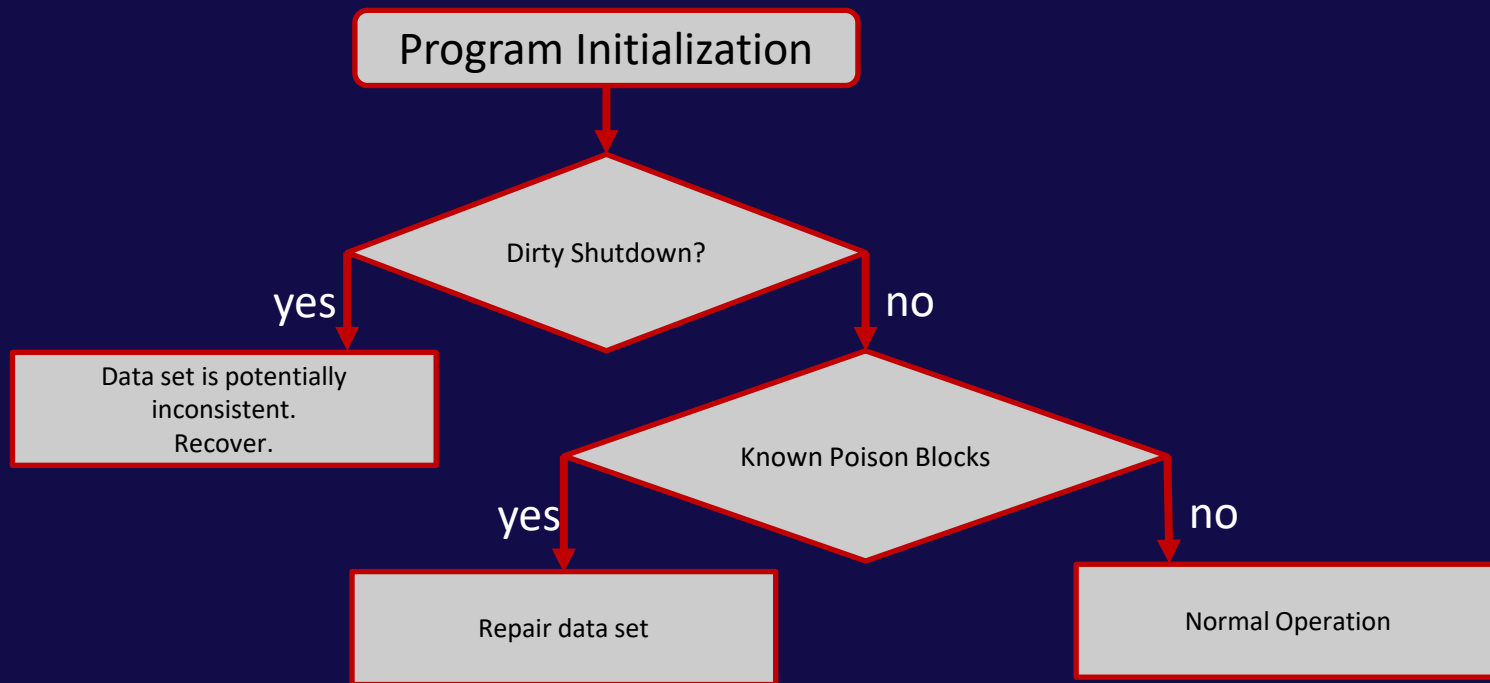 Program Initialization
Dirty Shutdown?
yes
no
Data set is potentially
inconsistent.
Recover.
Known Poison Blocks
yes
no
Repair data set
Normal Operation